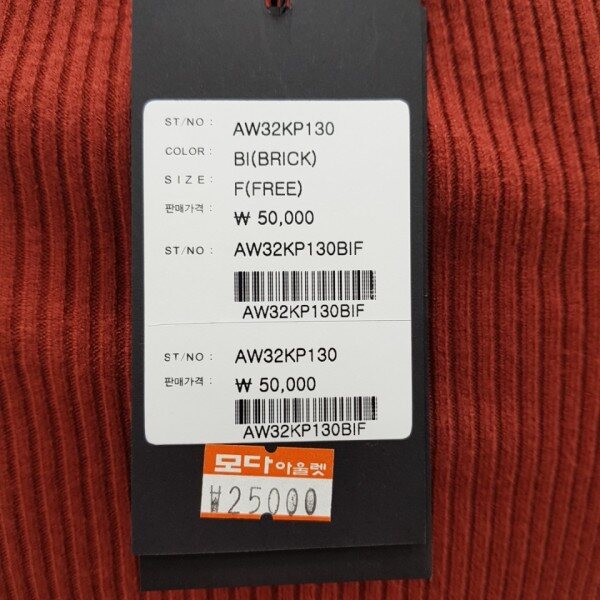 ST/NO : AW32KP130
COLOR : BI(BRICK)
SIZE : F(FREE)
판매가격 : ₩ 50,000
ST/NO : AW32KP130BIF
AW32KP130BIF
ST/NO : AW32KP130
판매가격 : ₩ 50,000
AW32KP130BIF
모다아울렛
₩25000